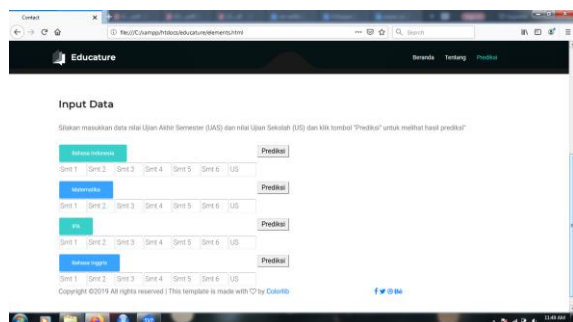 Contact
file:///C:/xampp/htdocs/educature/elements.html
Search
Educature
Beranda Tentang Prediksi
Input Data
Silakan masukkan data nilai Ujian Akhir Semester (UAS) dan nilai Ujian Sekolah (US) dan klik tombol "Prediksi" untuk melihat hasil prediksi"
Bahasa Indonesia Prediksi
Smt 1 Smt 2 Smt 3 Smt 4 Smt 5 Smt 6 US
Matematika Prediksi
Smt 1 Smt 2 Smt 3 Smt 4 Smt 5 Smt 6 US
IPA Prediksi
Smt 1 Smt 2 Smt 3 Smt 4 Smt 5 Smt 6 US
Bahasa Inggris Prediksi
Smt 1 Smt 2 Smt 3 Smt 4 Smt 5 Smt 6 US
Copyright ©2019 All rights reserved | This template is made with ♡ by Colorlib
11:48 AM